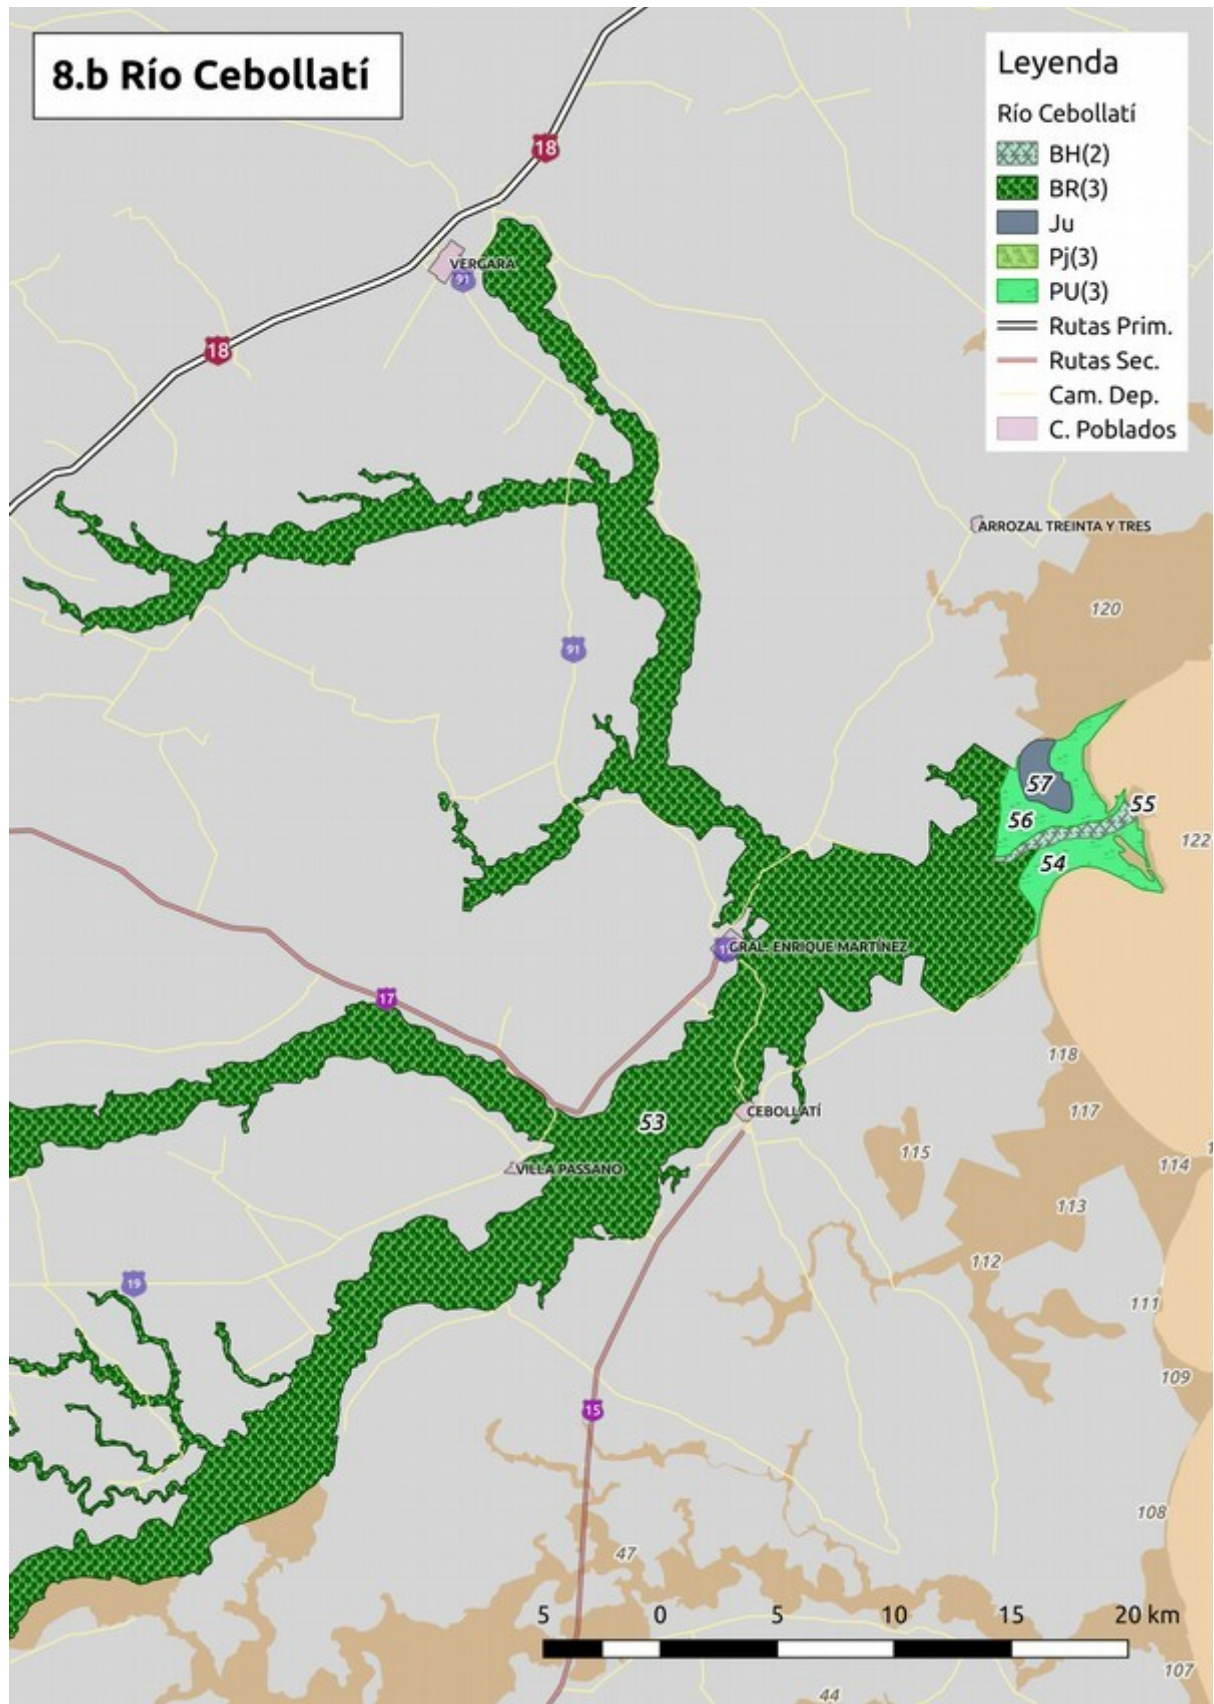 8.b Río Cebollatí
Leyenda
Río Cebollatí
BH(2)
BR(3)
Ju
Pj(3)
PU(3)
Rutas Prim.
Rutas Sec.
Cam. Dep.
C. Poblados
18
VERGARA
91
18
ARROZAL TREINTA Y TRES
120
91
57
55
56
122
54
GRAL. ENRIQUE MARTÍNEZ
17
118
117
CEBOLLATÍ
53
115
114
VILLA PASSANO
113
112
19
111
109
15
108
47
5 0 5 10 15 20 km
107
44